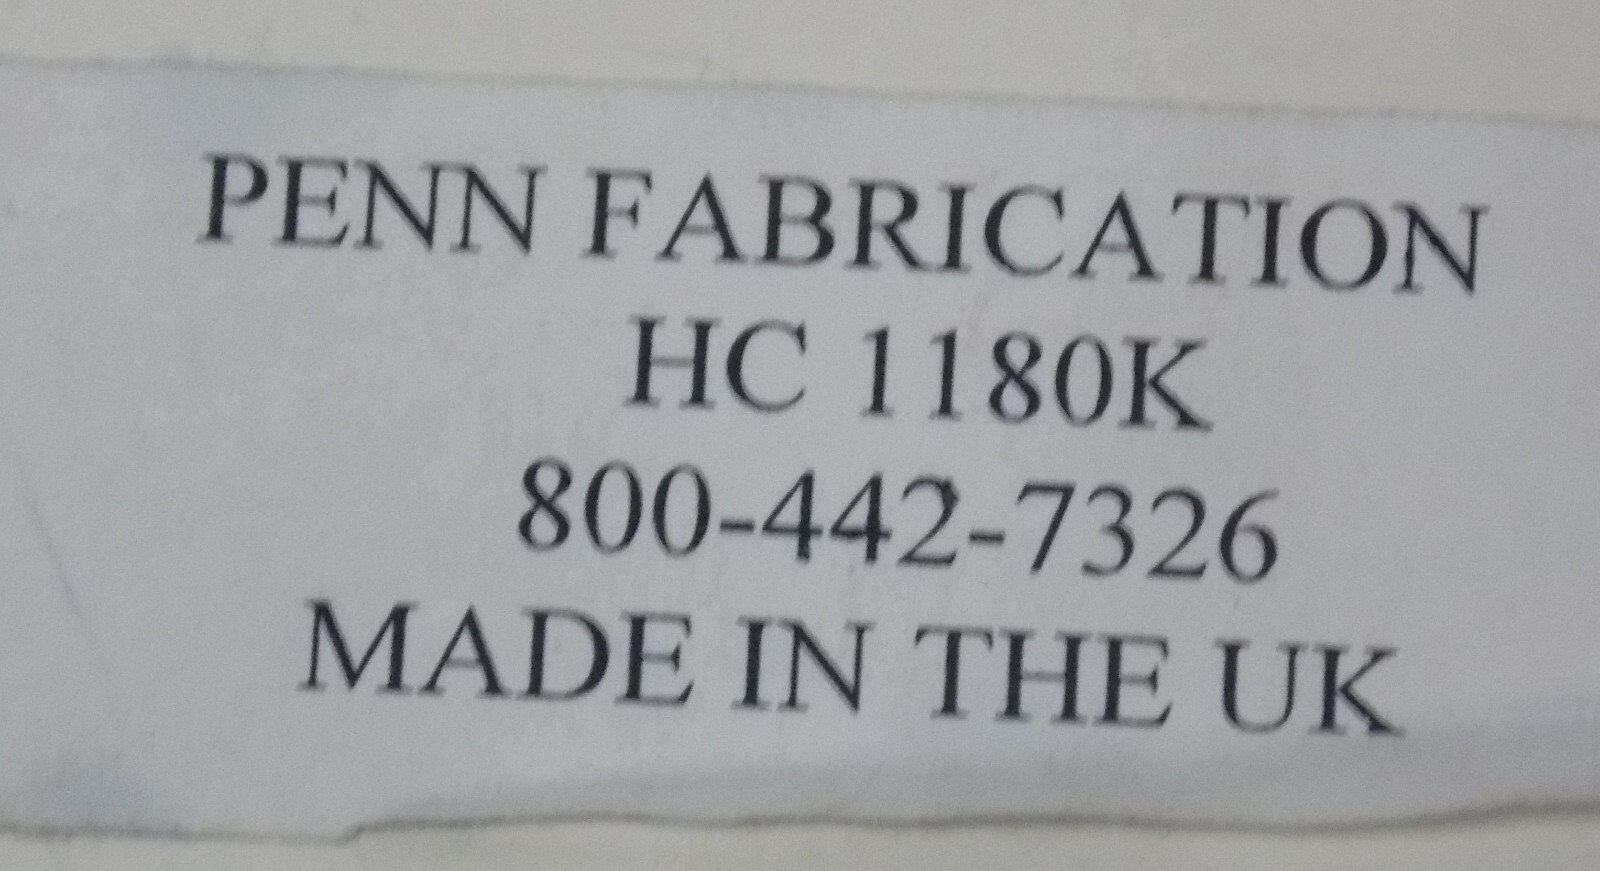 PENN FABRICATION
HC 1180K
800-442-7326
MADE IN THE UK